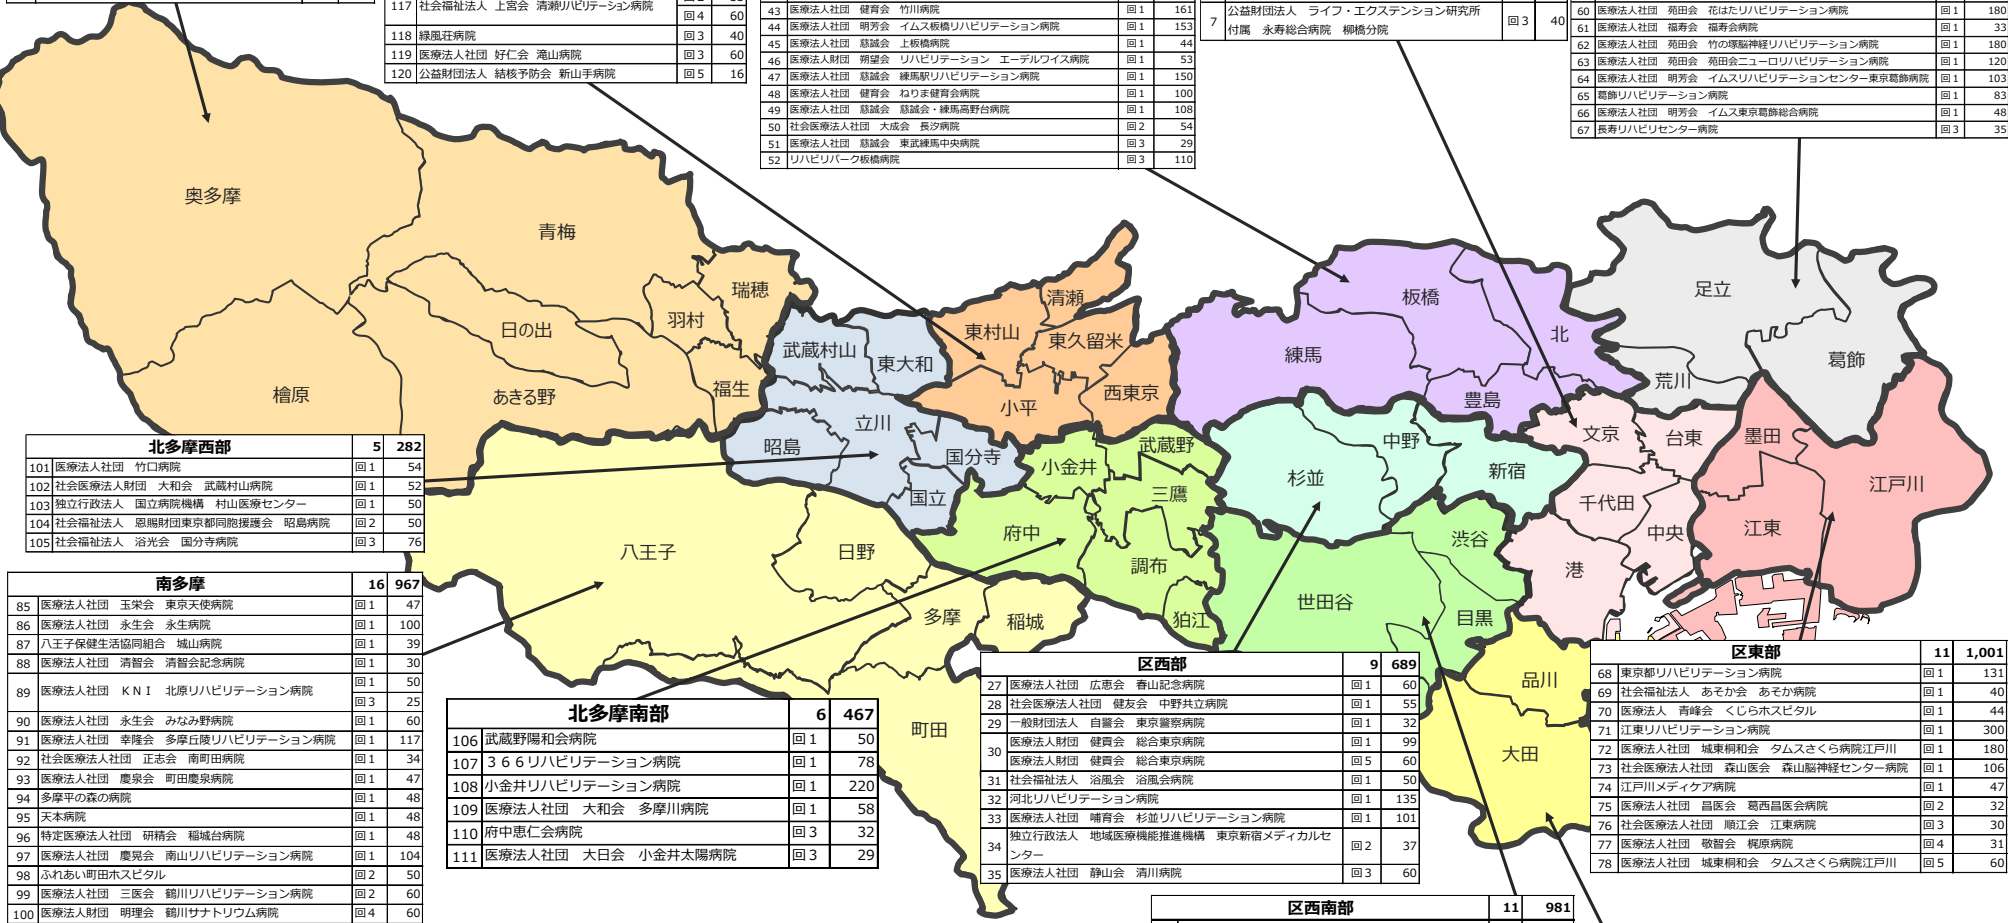 117 社会福祉法人 上宮会 清瀬リハビリテーション病院
回4 60
118 緑風荘病院 回3 40
119 医療法人社団 好仁会 滝山病院 回3 60
120 公益財団法人 結核予防会 新山手病院 回5 16
43 医療法人社団 健育会 竹川病院 回1 161
44 医療法人社団 明芳会 イムス板橋リハビリテーション病院 回1 153
45 医療法人社団 慈誠会 上板橋病院 回1 44
46 医療法人財団 朔望会 リハビリテーション エーデルワイス病院 回1 53
47 医療法人社団 慈誠会 練馬駅リハビリテーション病院 回1 150
48 医療法人社団 健育会 ねりま健育会病院 回1 100
49 医療法人社団 慈誠会 慈誠会・練馬高野台病院 回1 108
50 社会医療法人社団 大成会 長汐病院 回2 54
51 医療法人社団 慈誠会 東武練馬中央病院 回3 29
52 リハビリパーク板橋病院 回3 110
7 公益財団法人 ライフ・エクステンション研究所 回3 40
付属 永寿総合病院 柳橋分院
60 医療法人社団 苑田会 花はたリハビリテーション病院 回1 180
61 医療法人社団 福寿会 福寿会病院 回1 33
62 医療法人社団 苑田会 竹の塚脳神経リハビリテーション病院 回1 180
63 医療法人社団 苑田会 苑田会ニューロリハビリテーション病院 回1 120
64 医療法人社団 明芳会 イムスリハビリテーションセンター東京葛飾病院 回1 103
65 葛飾リハビリテーション病院 回1 83
66 医療法人社団 明芳会 イムス東京葛飾総合病院 回1 48
67 長寿リハビリセンター病院 回3 35
奥多摩
青梅
瑞穂
羽村
日の出
檜原
あきる野
福生
武蔵村山
東大和
立川
昭島
国分寺
国立
東村山
清瀬
東久留米
小平
西東京
板橋
北
練馬
豊島
足立
荒川
葛飾
文京
台東
千代田
中央
港
墨田
江東
江戸川
中野
杉並
新宿
小金井
武蔵野
三鷹
府中
調布
狛江
渋谷
世田谷
目黒
品川
大田
八王子
日野
多摩
稲城
町田
北多摩西部 5 282
101 医療法人社団 竹口病院 回1 54
102 社会医療法人財団 大和会 武蔵村山病院 回1 52
103 独立行政法人 国立病院機構 村山医療センター 回1 50
104 社会福祉法人 恩賜財団東京都同胞援護会 昭島病院 回2 50
105 社会福祉法人 浴光会 国分寺病院 回3 76
南多摩 16 967
85 医療法人社団 玉栄会 東京天使病院 回1 47
86 医療法人社団 永生会 永生病院 回1 100
87 八王子保健生活協同組合 城山病院 回1 39
88 医療法人社団 清智会 清智会記念病院 回1 30
89 医療法人社団 KNI 北原リハビリテーション病院 回1 50
回3 25
90 医療法人社団 永生会 みなみ野病院 回1 60
91 医療法人社団 幸隆会 多摩丘陵リハビリテーション病院 回1 117
92 社会医療法人社団 正志会 南町田病院 回1 34
93 医療法人社団 慶泉会 町田慶泉病院 回1 47
94 多摩平の森の病院 回1 48
95 天本病院 回1 48
96 特定医療法人社団 研精会 稲城台病院 回1 48
97 医療法人社団 慶晃会 南山リハビリテーション病院 回1 104
98 ふれあい町田ホスピタル 回2 50
99 医療法人社団 三医会 鶴川リハビリテーション病院 回2 60
100 医療法人財団 明理会 鶴川サナトリウム病院 回4 60
北多摩南部 6 467
106 武蔵野陽和会病院 回1 50
107 366リハビリテーション病院 回1 78
108 小金井リハビリテーション病院 回1 220
109 医療法人社団 大和会 多摩川病院 回1 58
110 府中恵仁会病院 回3 32
111 医療法人社団 大日会 小金井太陽病院 回3 29
区西部 9 689
27 医療法人社団 広恵会 春山記念病院 回1 60
28 社会医療法人社団 健友会 中野共立病院 回1 55
29 一般財団法人 自警会 東京警察病院 回1 32
30 医療法人財団 健貢会 総合東京病院 回1 99
医療法人財団 健貢会 総合東京病院 回5 60
31 社会福祉法人 浴風会 浴風会病院 回1 50
32 河北リハビリテーション病院 回1 135
33 医療法人社団 哺育会 杉並リハビリテーション病院 回1 101
34 独立行政法人 地域医療機能推進機構 東京新宿メディカルセ 回2 37
ンター
35 医療法人社団 静山会 清川病院 回3 60
区東部 11 1,001
68 東京都リハビリテーション病院 回1 131
69 社会福祉法人 あそか会 あそか病院 回1 40
70 医療法人 青峰会 くじらホスピタル 回1 44
71 江東リハビリテーション病院 回1 300
72 医療法人社団 城東桐和会 タムスさくら病院江戸川 回1 180
73 社会医療法人社団 森山医会 森山脳神経センター病院 回1 106
74 江戸川メディケア病院 回1 47
75 医療法人社団 昌医会 葛西昌医会病院 回2 32
76 社会医療法人社団 順江会 江東病院 回3 30
77 医療法人社団 敬智会 梶原病院 回4 31
78 医療法人社団 城東桐和会 タムスさくら病院江戸川 回5 60
区西南部 11 981